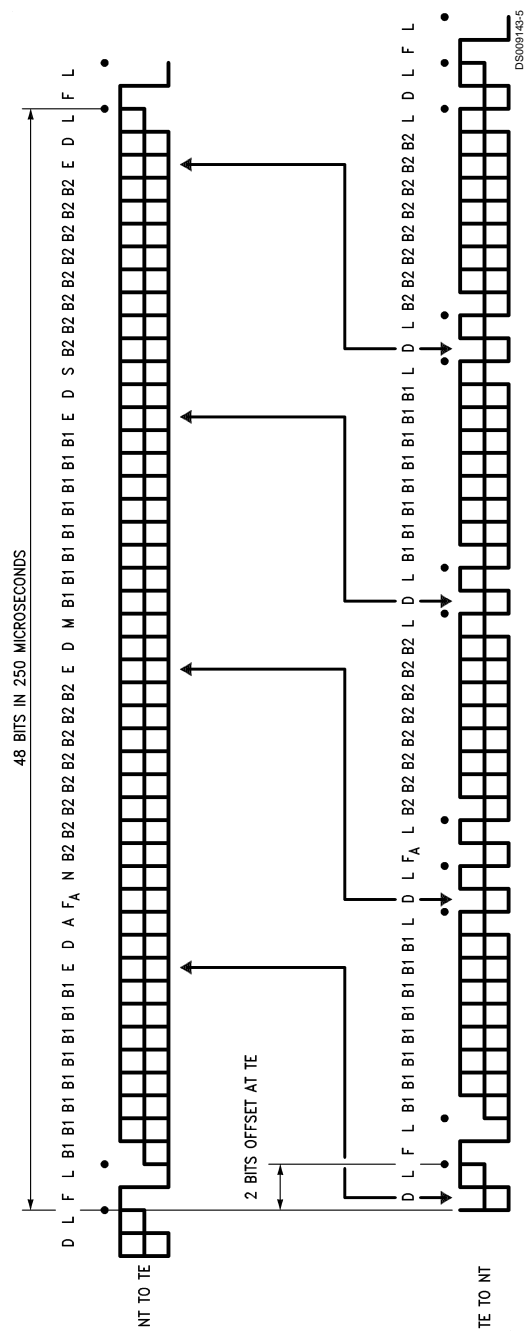 48 BITS IN 250 MICROSECONDS
D L F L B1 B1 B1 B1 B1 B1 B1 B1 E D A FA N B2 B2 B2 B2 B2 B2 B2 B2 E D M B1 B1 B1 B1 B1 B1 B1 B1 E D S B2 B2 B2 B2 B2 B2 B2 B2 E D L F L
NT TO TE
2 BITS OFFSET AT TE
D L F L B1 B1 B1 B1 B1 B1 B1 B1 L D L FA L B2 B2 B2 B2 B2 B2 B2 B2 L D L B1 B1 B1 B1 B1 B1 B1 B1 L D L B2 B2 B2 B2 B2 B2 B2 B2 L D L F L
TE TO NT
DS009143-5